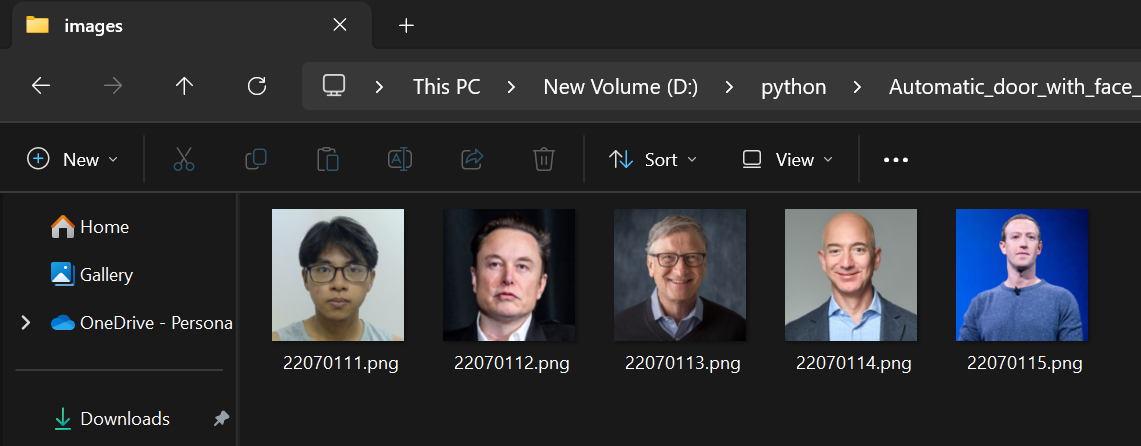 images
This PC
New Volume (D:)
python
Automatic_door_with_face_
New
Sort
View
Home
Gallery
OneDrive - Persona
Downloads
22070111.png
22070112.png
22070113.png
22070114.png
22070115.png